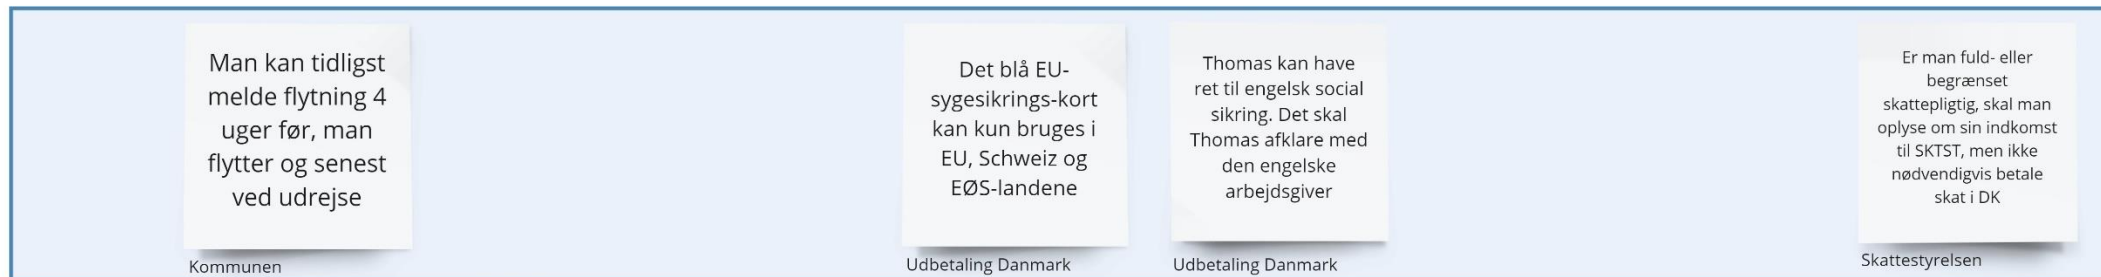 Man kan tidligst
melde flytning 4
uger før, man
flytter og senest
ved udrejse
Kommunen
Det blå EU-
sygesikrings-kort
kan kun bruges i
EU, Schweiz og
EØS-landene
Udbetaling Danmark
Thomas kan have
ret til engelsk social
sikring. Det skal
Thomas afklare med
den engelske
arbejdsgiver
Udbetaling Danmark
Er man fuld- eller
begrænset
skattepligtig, skal man
oplyse om sin indkomst
til SKTST, men ikke
nødvendigvis betale
skat i DK
Skattestyrelsen